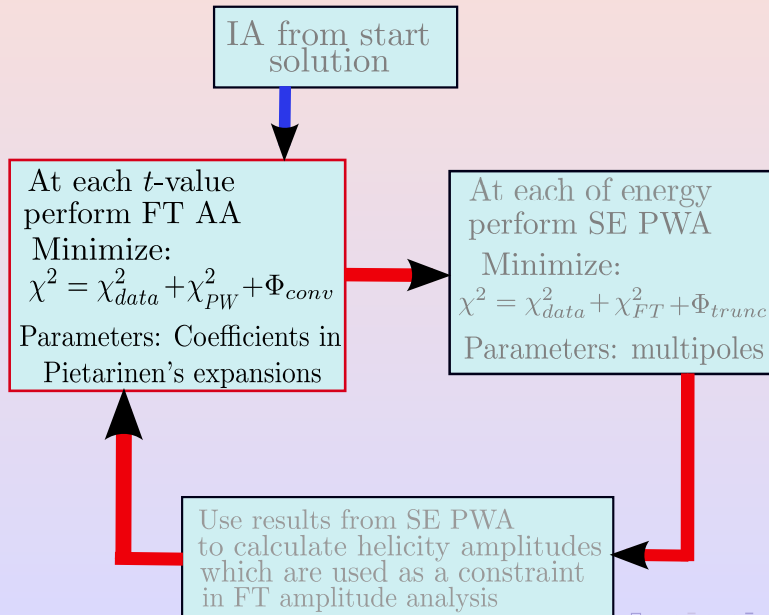 IA from start
solution
At each t-value
perform FT AA
Minimize:
χ² = χ²_data + χ²_PW + Φ_conv
Parameters: Coefficients in
Pietarinen's expansions
At each of energy
perform SE PWA
Minimize:
χ² = χ²_data + χ²_FT + Φ_trunc
Parameters: multipoles
Use results from SE PWA
to calculate helicity amplitudes
which are used as a constraint
in FT amplitude analysis